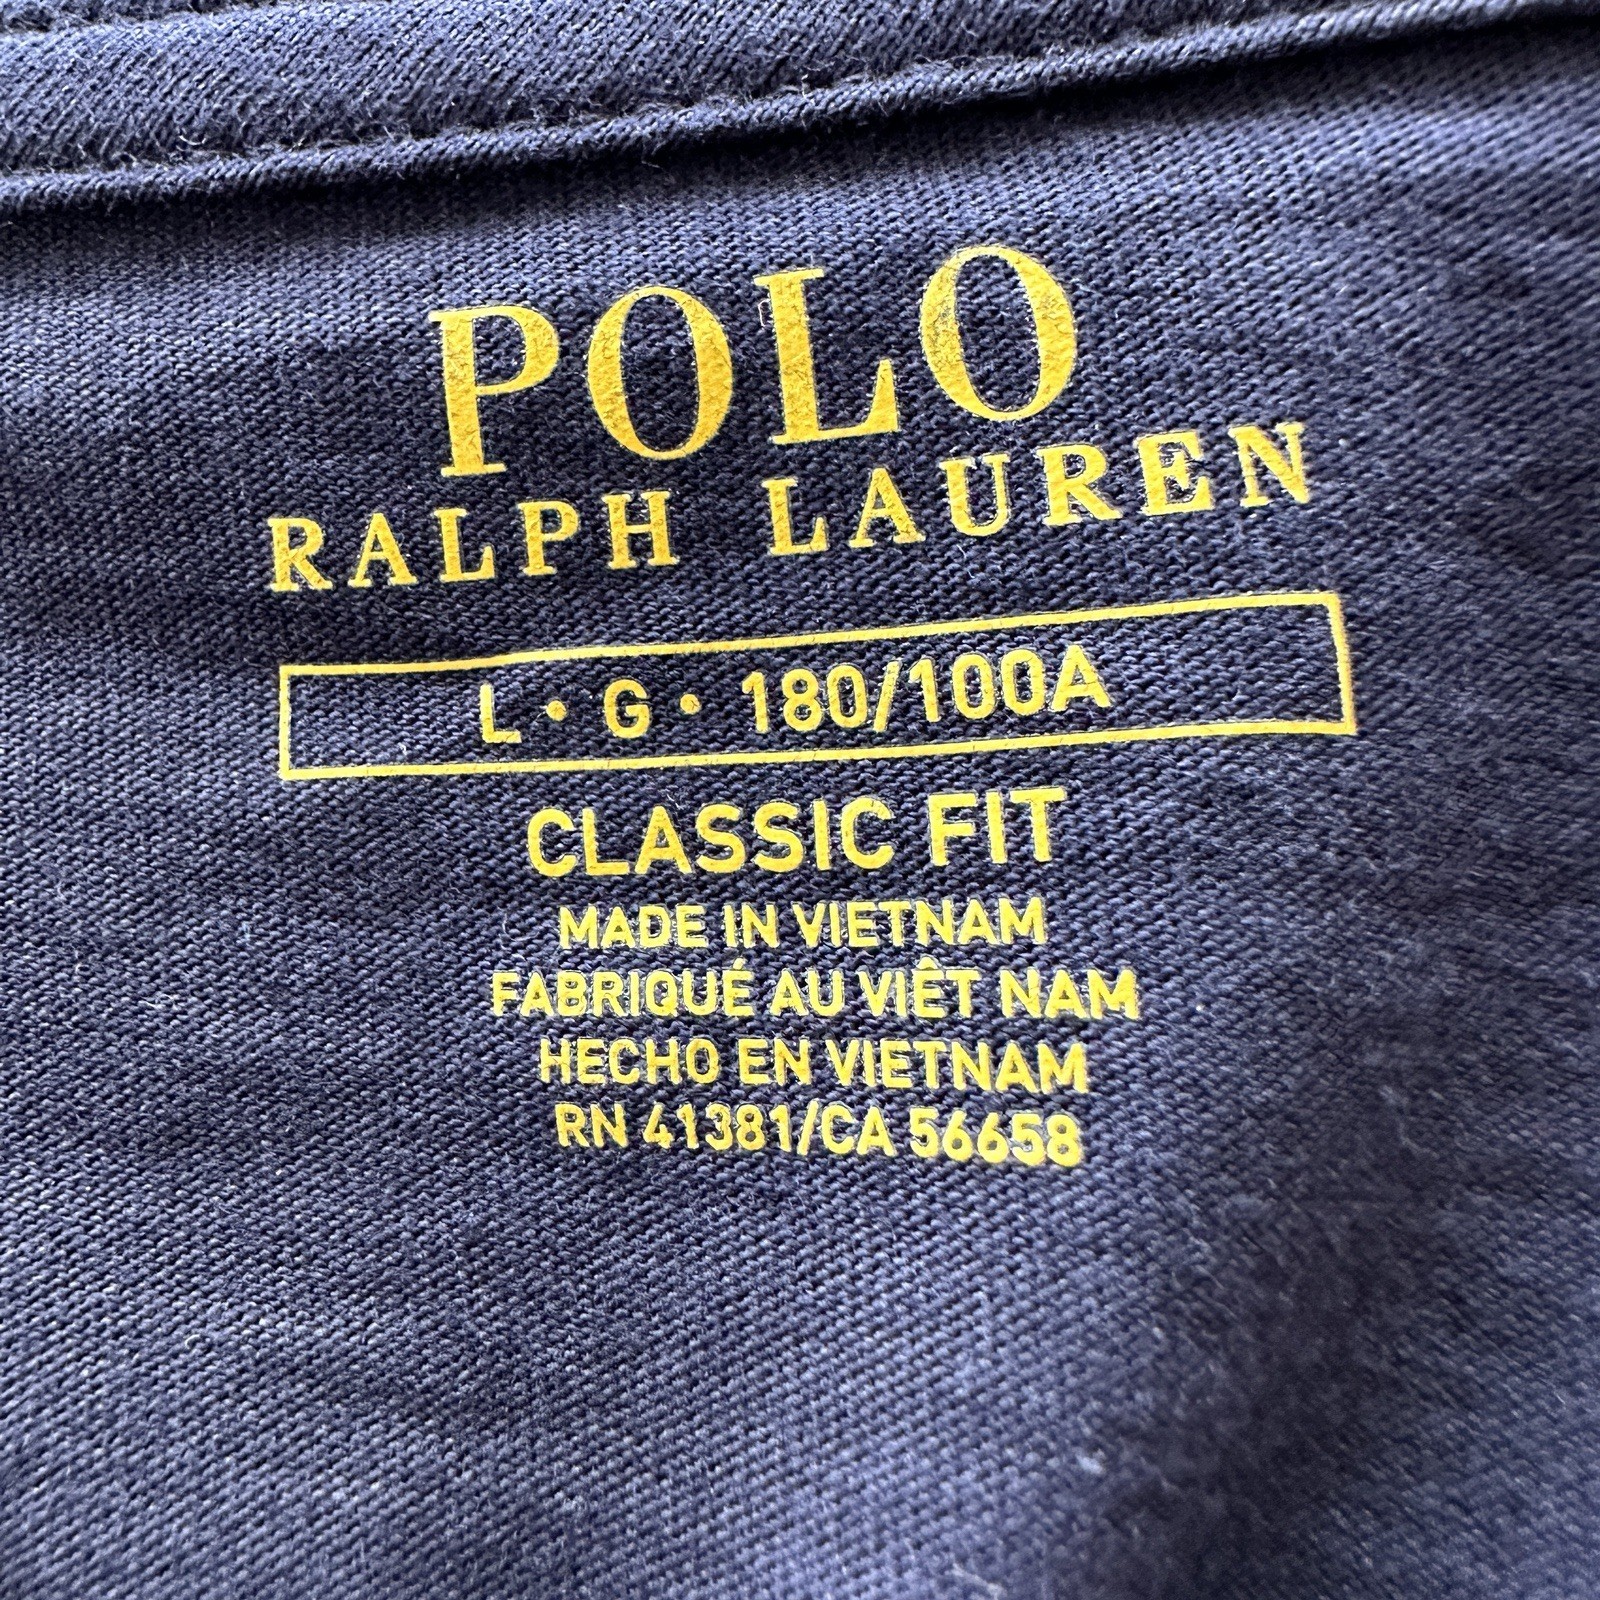 POLO
RALPH LAUREN
L • G • 180/100A
CLASSIC FIT
MADE IN VIETNAM
FABRIQUÉ AU VIÊT NAM
HECHO EN VIETNAM
RN 41381/CA 56658